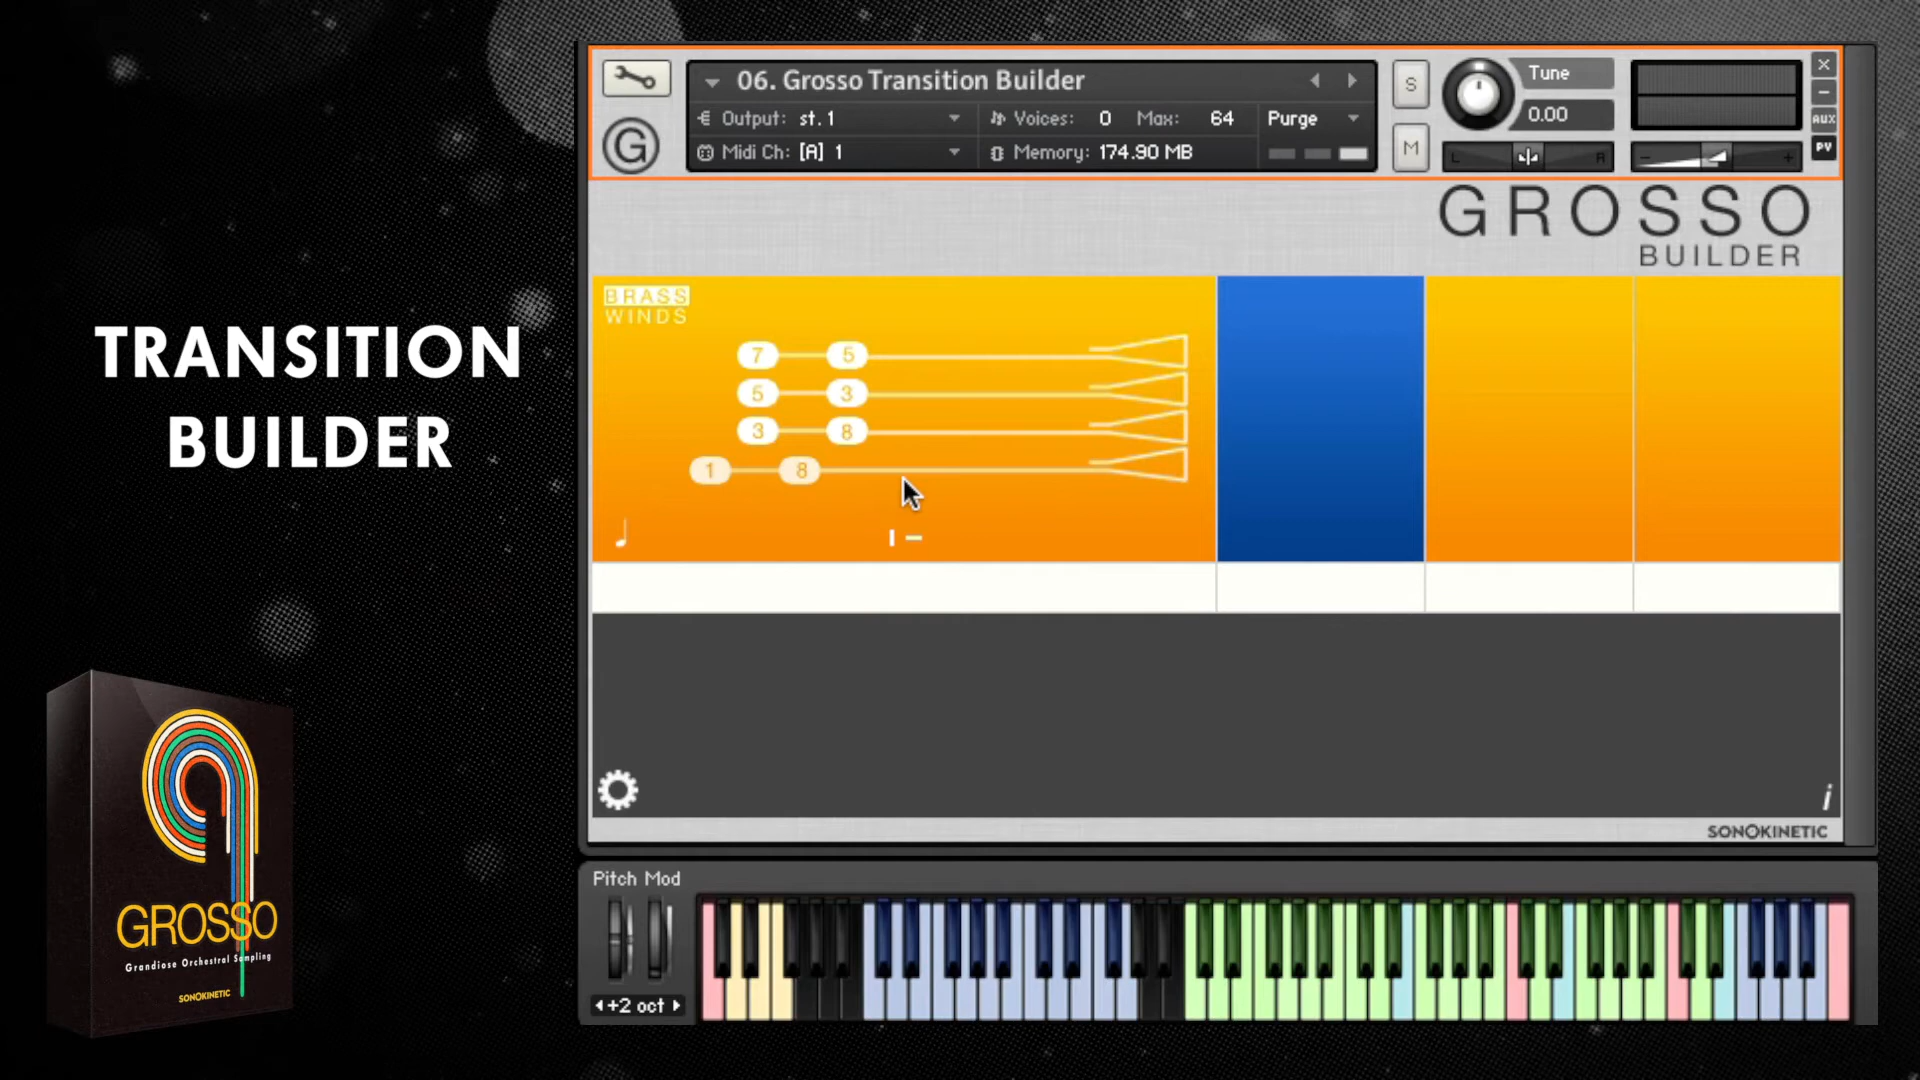 TRANSITION
BUILDER
GROSSO
Grandiose Orchestral Sampling
SONOKINETIC
06. Grosso Transition Builder
Output: st. 1
Voices: 0 Max: 64
Purge
Midi Ch: [A] 1
Memory: 174.90 MB
S
M
Tune
0.00
L R
- +
×
-
AUX
PV
G
GROSSO
BUILDER
BRASS
WINDS
7 5
5 3
3 8
1 8
I –
i
SONOKINETIC
Pitch Mod
+2 oct